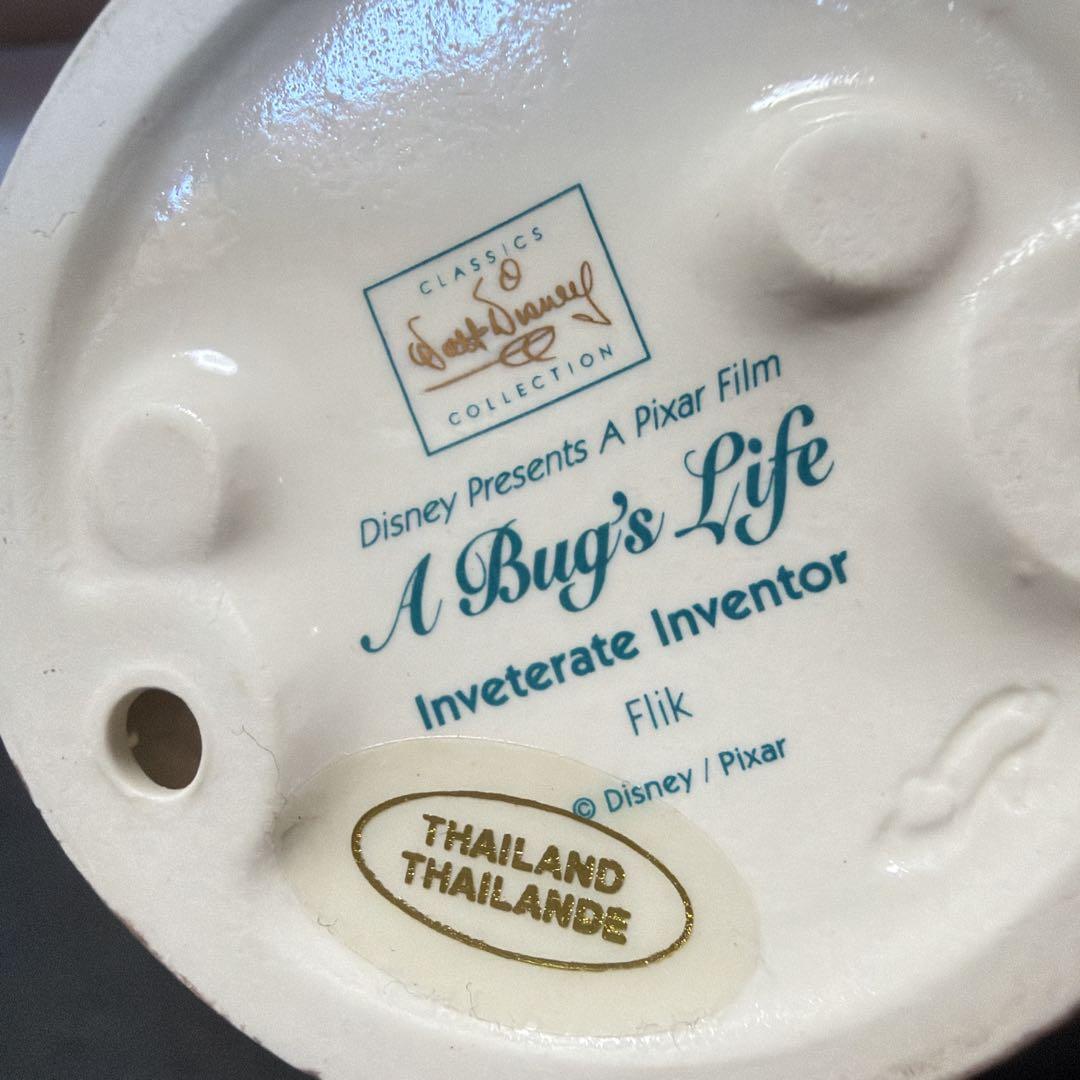 CLASSICS
Walt Disney
COLLECTION
Disney Presents A Pixar Film
A Bug's Life
Inveterate Inventor
Flik
© Disney / Pixar
THAILAND
THAILANDE